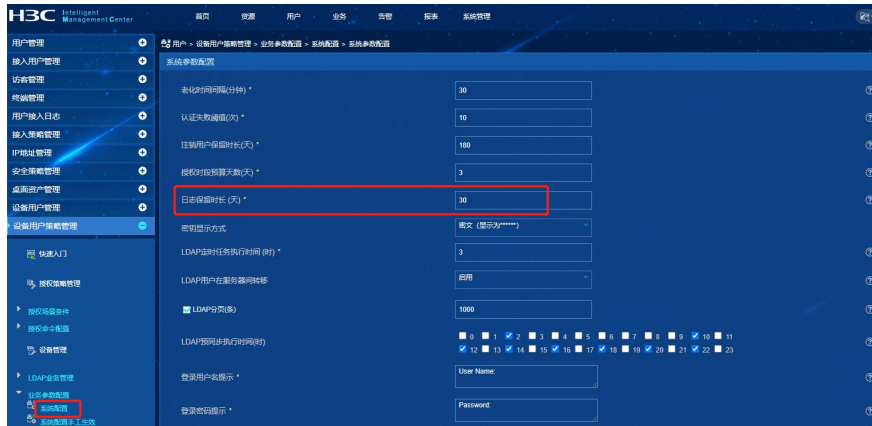 H3C Intelligent Management Center
首页 资源 用户 业务 告警 报表 系统管理
用户 > 设备用户策略管理 > 业务参数配置 > 系统配置 > 系统参数配置
用户管理
接入用户管理
访客管理
终端管理
用户接入日志
接入策略管理
IP地址管理
安全策略管理
桌面资产管理
设备用户管理
设备用户策略管理
快速入门
授权策略管理
授权场景条件
授权命令配置
设备管理
LDAP业务管理
业务参数配置
系统配置
系统配置手工生效
系统参数配置
老化时间间隔(分钟) * 30
认证失败阈值(次) * 10
注销用户保留时长(天) * 180
授权时段预算天数(天) * 3
日志保留时长 (天) * 30
密钥显示方式 密文 (显示为******)
LDAP定时任务执行时间 (时) * 3
LDAP用户在服务器间转移 启用
LDAP分页(条) 1000
LDAP预同步执行时间(时) 0 1 2 3 4 5 6 7 8 9 10 11
12 13 14 15 16 17 18 19 20 21 22 23
登录用户名提示 * User Name:
登录密码提示 * Password: